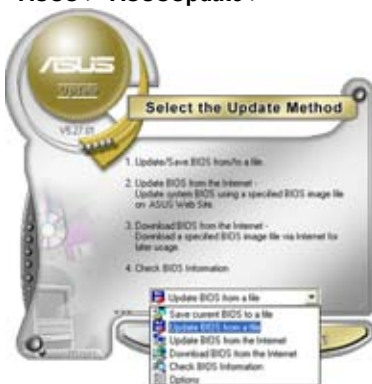 ASUS
Update
V6.27.01
Select the Update Method
1. Update/Save BIOS from/to a file
2. Update BIOS from the Internet -
Update system BIOS using a specified BIOS image file
on ASUS Web Site.
3. Download BIOS from the Internet -
Download a specified BIOS image file via Internet for
later usage.
4. Check BIOS Information
Update BIOS from a file
Save current BIOS to a file
Update BIOS from a file
Update BIOS from the Internet
Download BIOS from the Internet
Check BIOS Information
Options